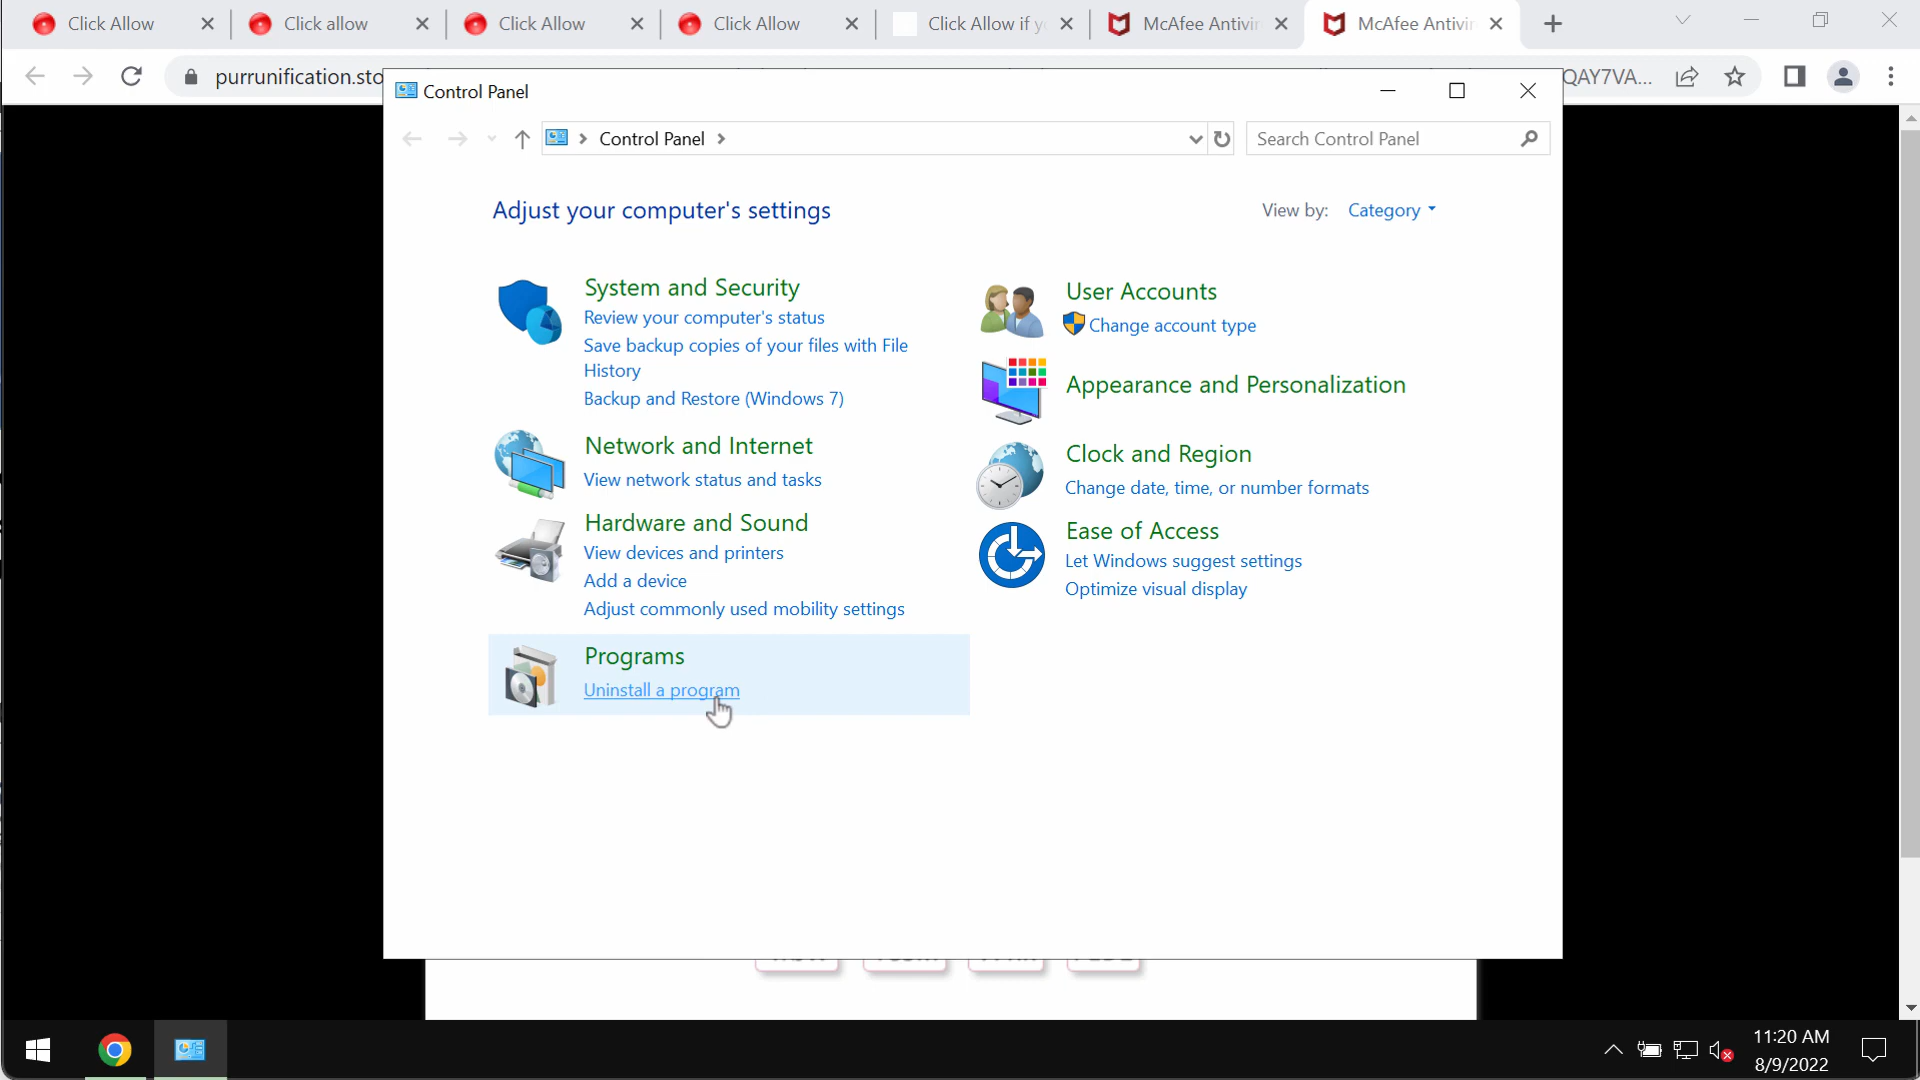 Click Allow
Click allow
Click Allow
Click Allow
Click Allow if y
McAfee Antivi
McAfee Antivi
purrunification.sto
QAY7VA...
Control Panel
Control Panel
Search Control Panel
Adjust your computer's settings
View by: Category
System and Security
Review your computer's status
Save backup copies of your files with File
History
Backup and Restore (Windows 7)
Network and Internet
View network status and tasks
Hardware and Sound
View devices and printers
Add a device
Adjust commonly used mobility settings
Programs
Uninstall a program
User Accounts
Change account type
Appearance and Personalization
Clock and Region
Change date, time, or number formats
Ease of Access
Let Windows suggest settings
Optimize visual display
11:20 AM
8/9/2022